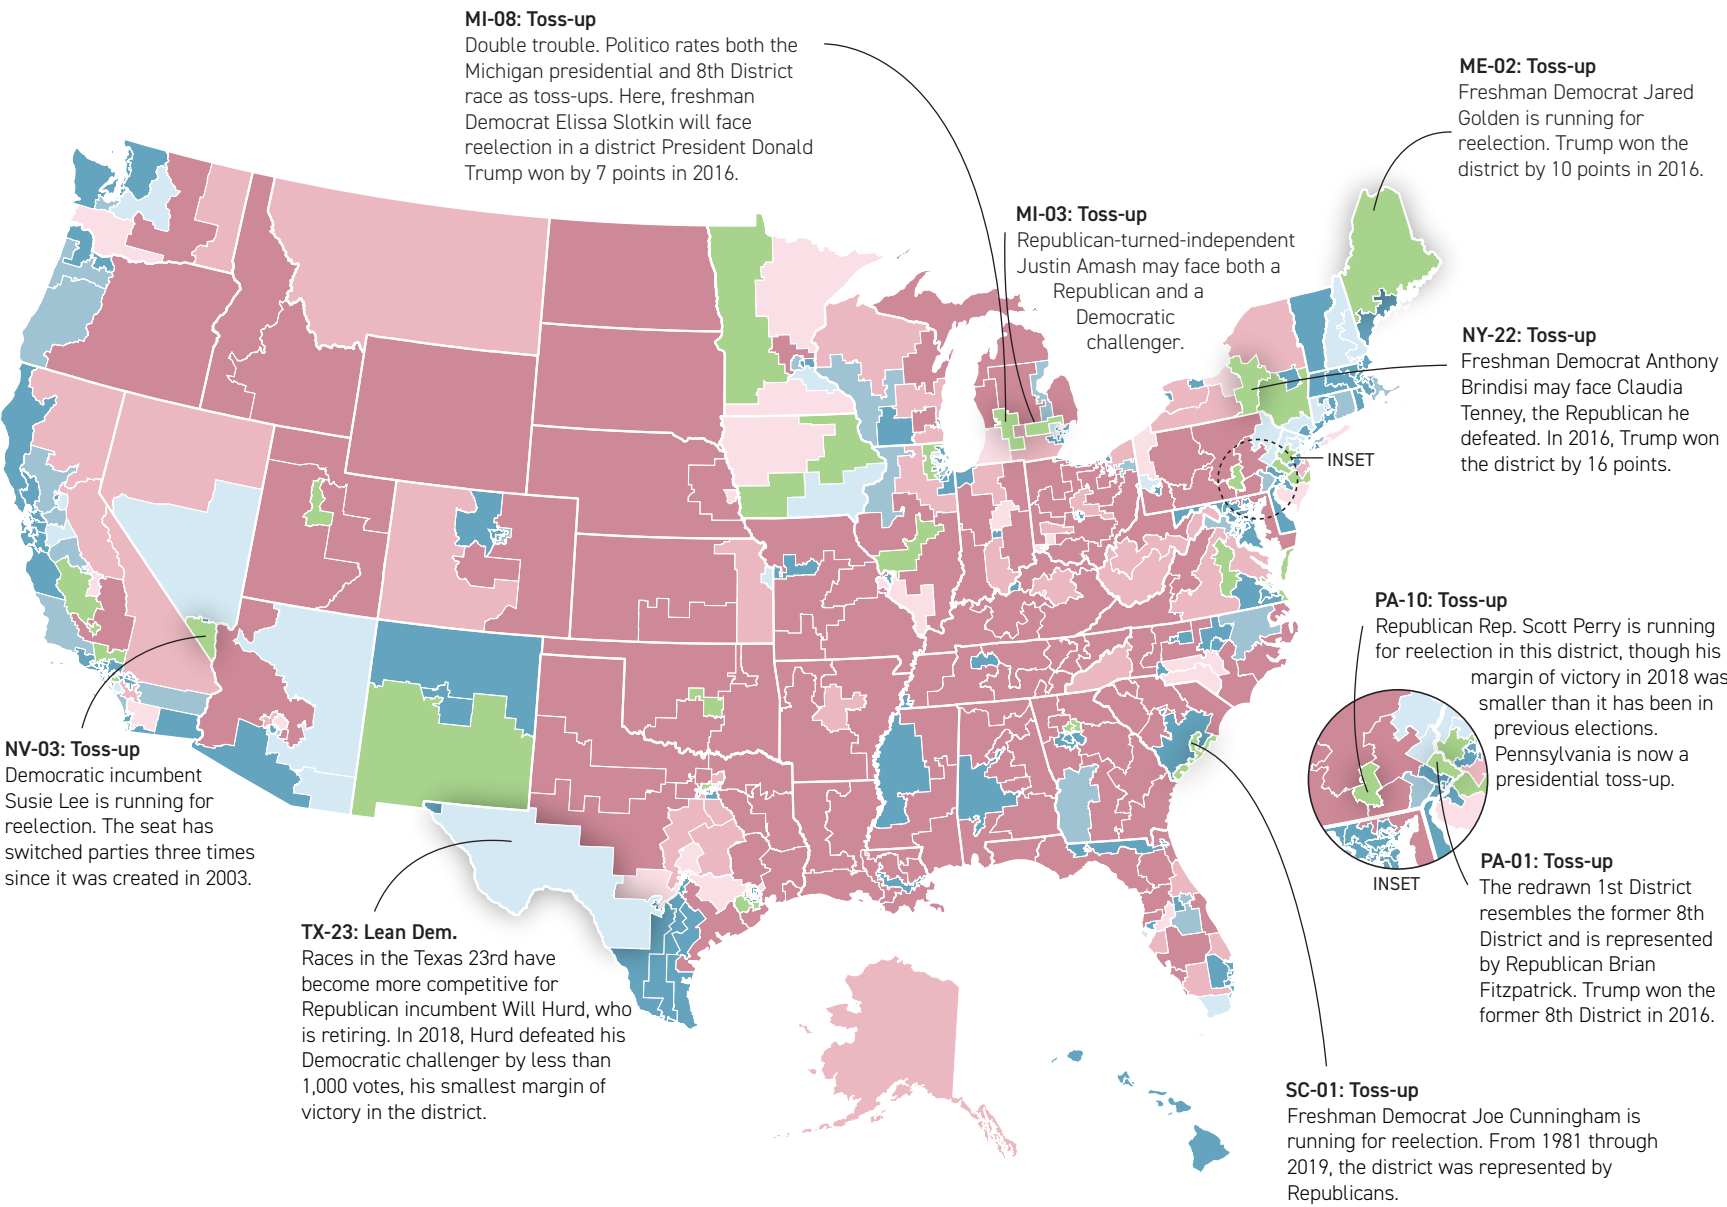 MI-08: Toss-up
Double trouble. Politico rates both the
Michigan presidential and 8th District
race as toss-ups. Here, freshman
Democrat Elissa Slotkin will face
reelection in a district President Donald
Trump won by 7 points in 2016.
ME-02: Toss-up
Freshman Democrat Jared
Golden is running for
reelection. Trump won the
district by 10 points in 2016.
MI-03: Toss-up
Republican-turned-independent
Justin Amash may face both a
Republican and a
Democratic
challenger.
NY-22: Toss-up
Freshman Democrat Anthony
Brindisi may face Claudia
Tenney, the Republican he
defeated. In 2016, Trump won
the district by 16 points.
INSET
PA-10: Toss-up
Republican Rep. Scott Perry is running
for reelection in this district, though his
margin of victory in 2018 was
smaller than it has been in
previous elections.
Pennsylvania is now a
presidential toss-up.
INSET
PA-01: Toss-up
The redrawn 1st District
resembles the former 8th
District and is represented
by Republican Brian
Fitzpatrick. Trump won the
former 8th District in 2016.
NV-03: Toss-up
Democratic incumbent
Susie Lee is running for
reelection. The seat has
switched parties three times
since it was created in 2003.
TX-23: Lean Dem.
Races in the Texas 23rd have
become more competitive for
Republican incumbent Will Hurd, who
is retiring. In 2018, Hurd defeated his
Democratic challenger by less than
1,000 votes, his smallest margin of
victory in the district.
SC-01: Toss-up
Freshman Democrat Joe Cunningham is
running for reelection. From 1981 through
2019, the district was represented by
Republicans.